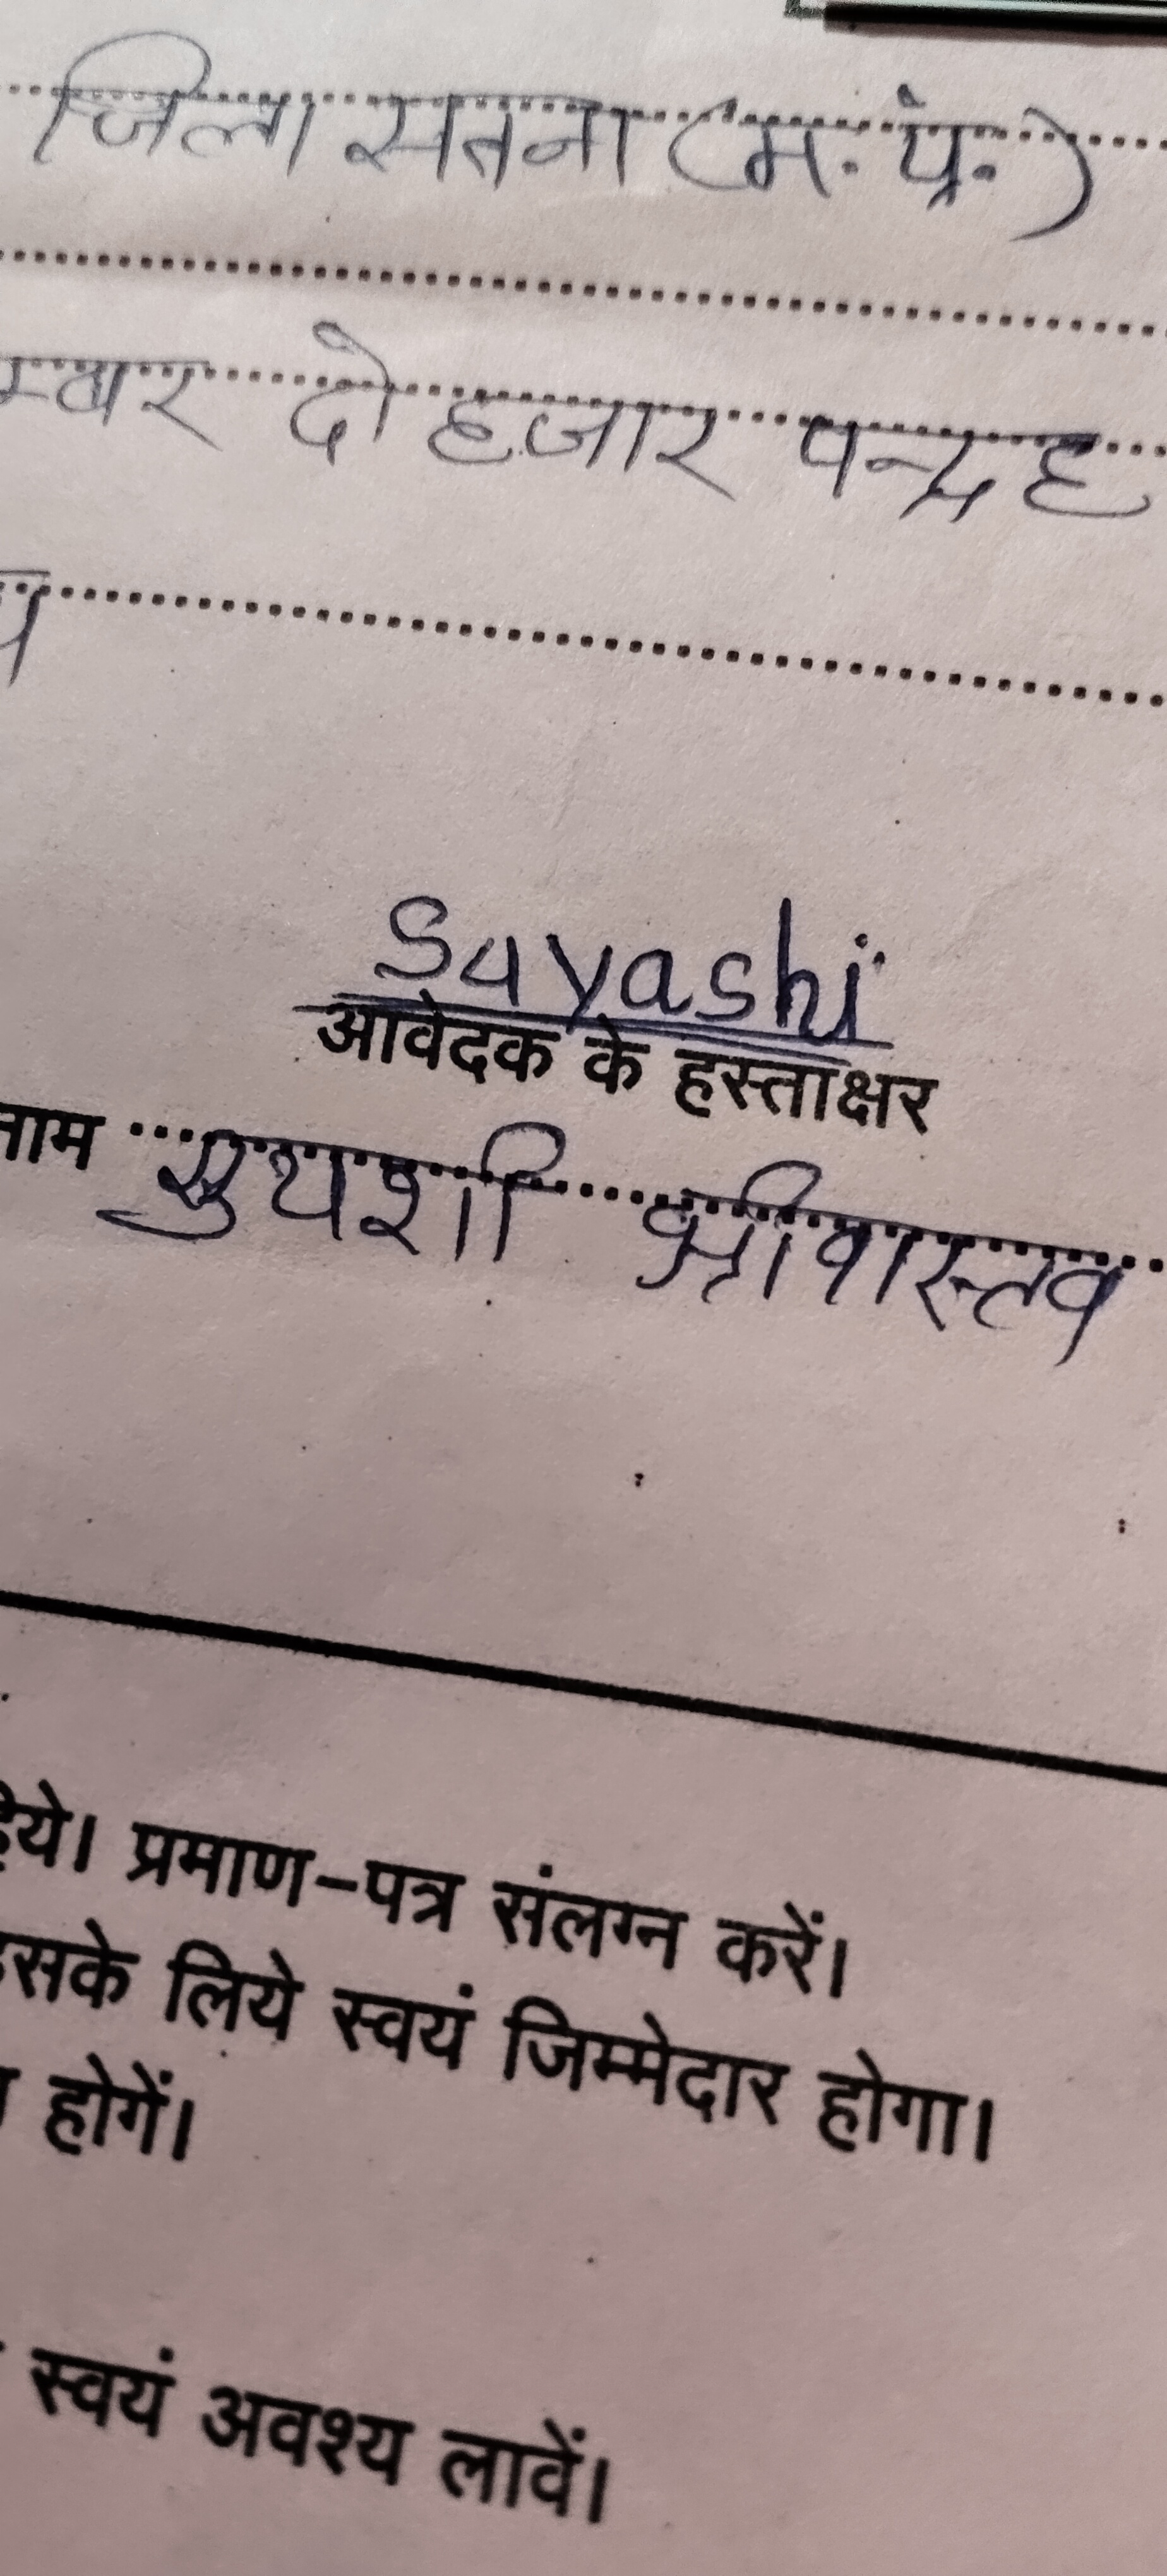 जिला सतना (म. प्र.)
म्बर दो हजार पन्द्रह
Suyashi
आवेदक के हस्ताक्षर
नाम सुयशी श्रीवास्तव
प्रमाण-पत्र संलग्न करें।
सके लिये स्वयं जिम्मेदार होगा।
होगें।
स्वयं अवश्य लावें।